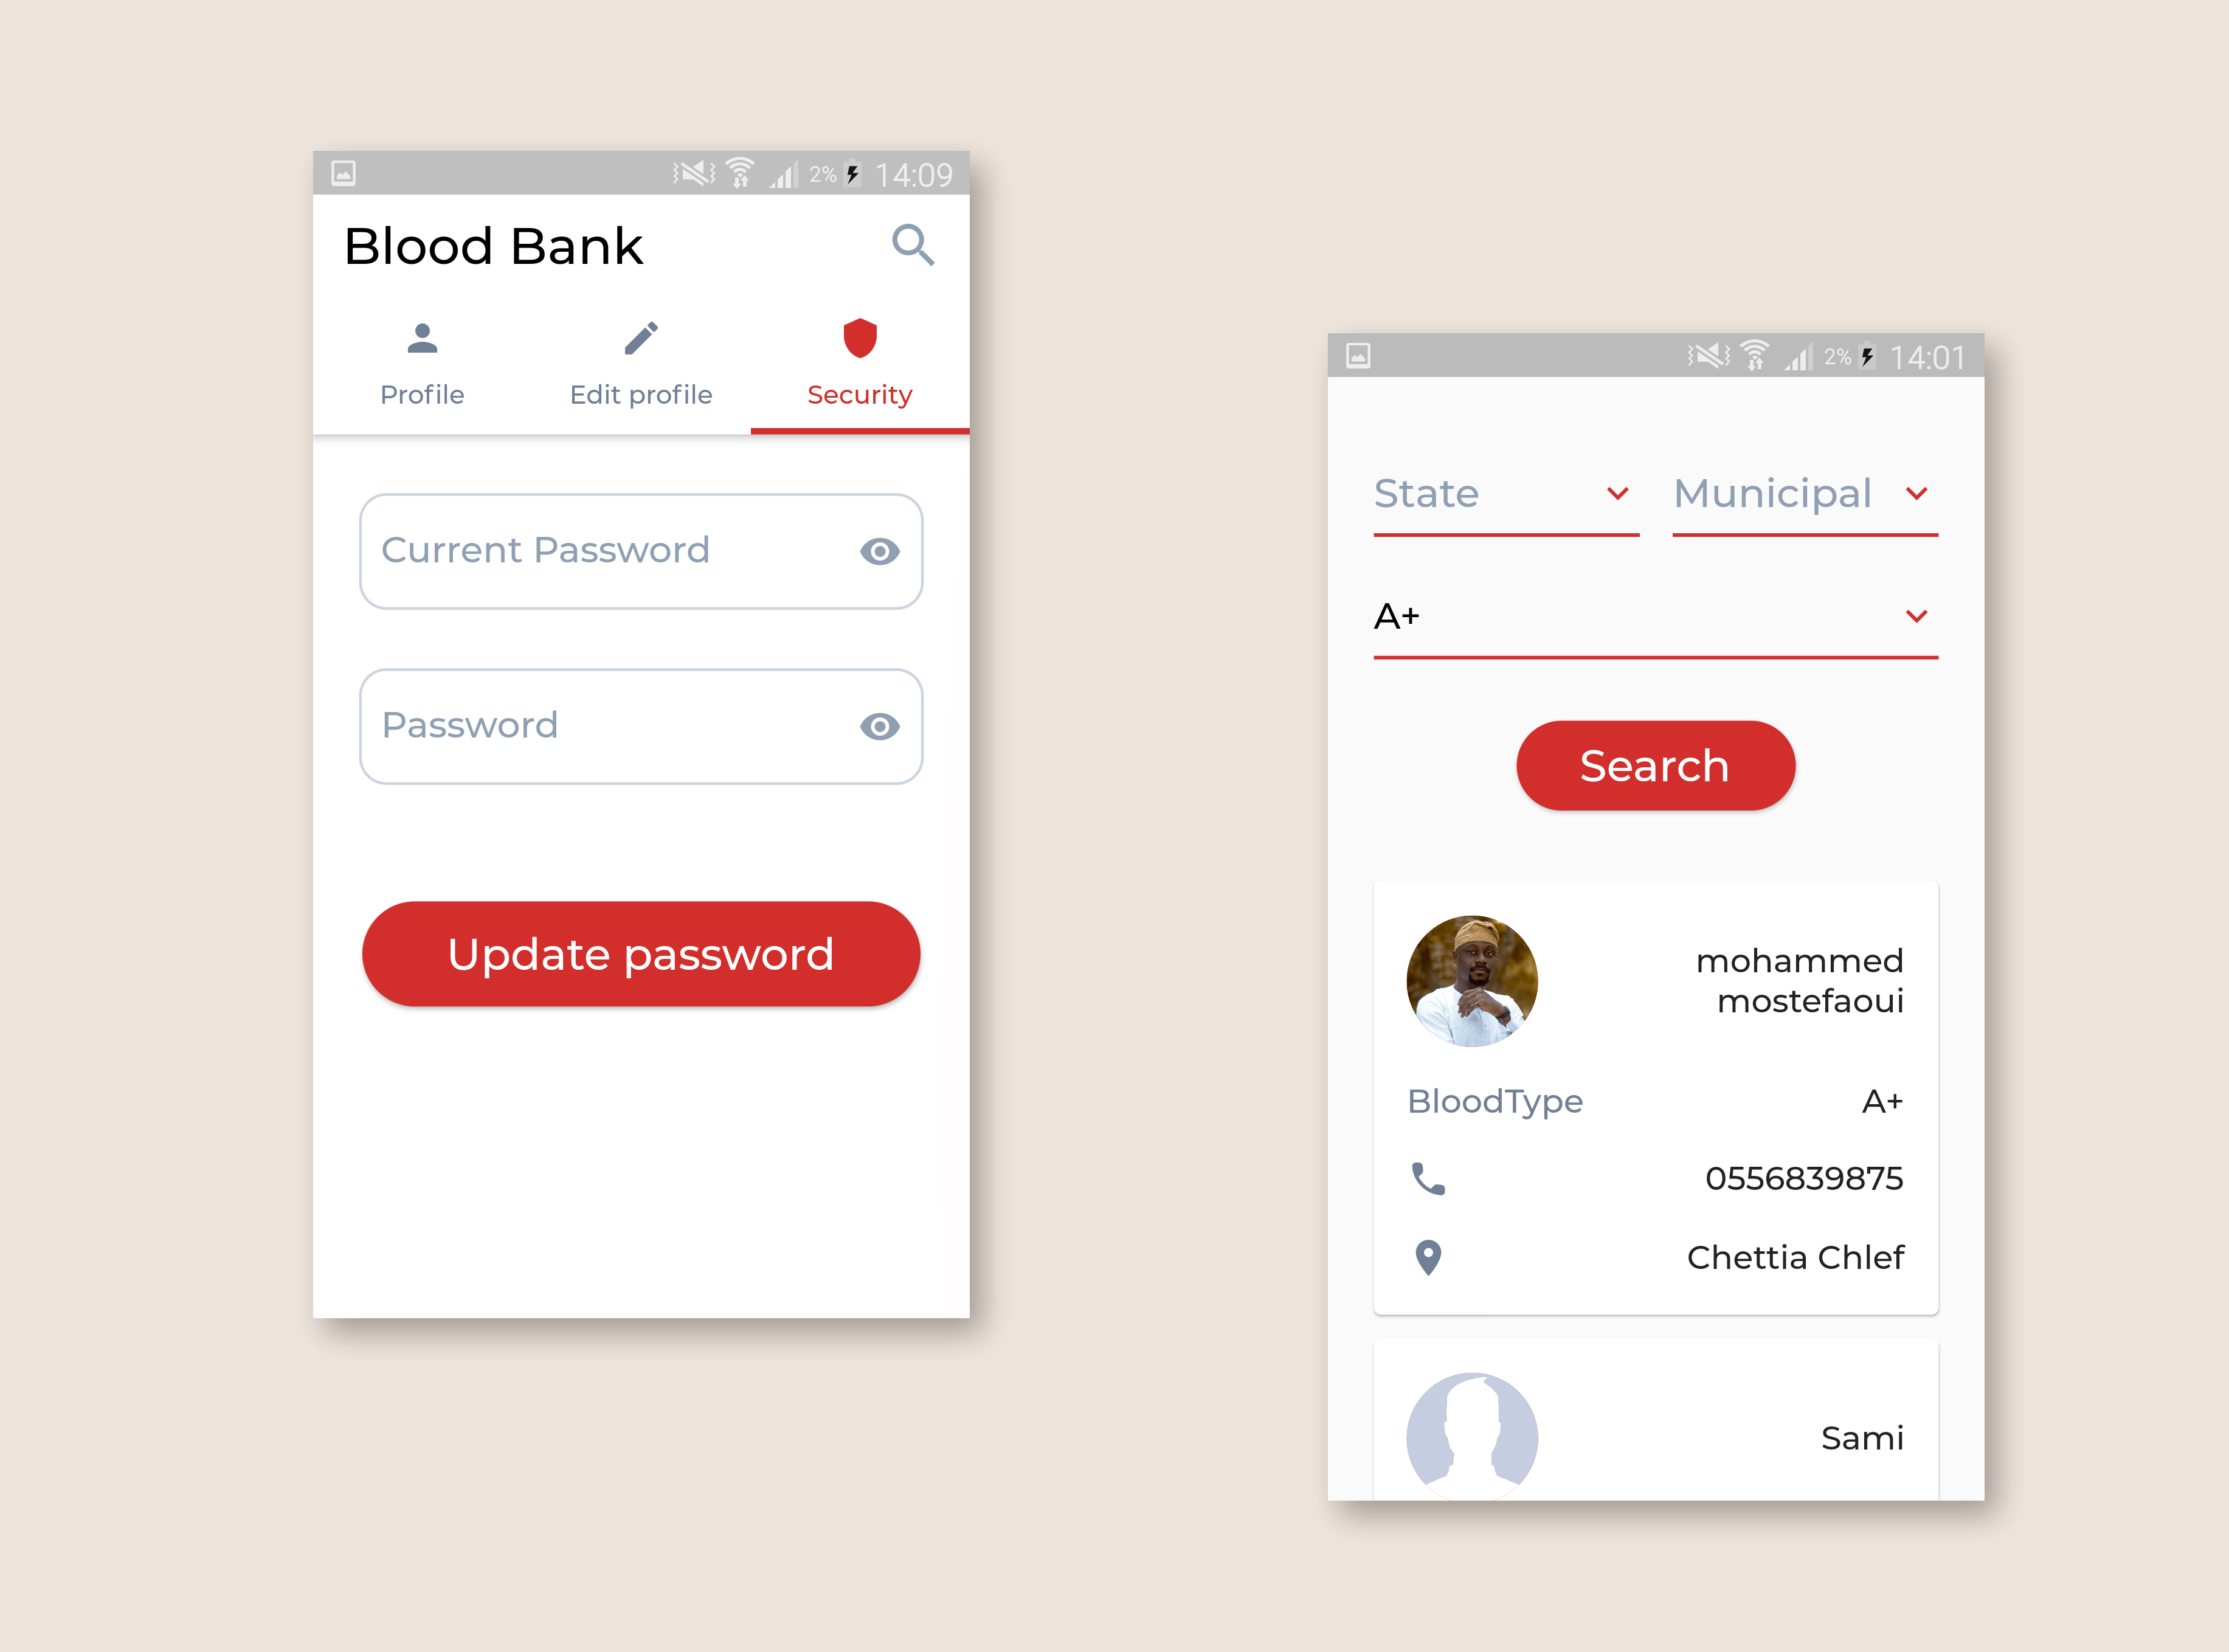 2% 14:09
Blood Bank
Profile Edit profile Security
Current Password
Password
Update password
2% 14:01
State Municipal
A+
Search
mohammed
mostefaoui
BloodType A+
0556839875
Chettia Chlef
Sami